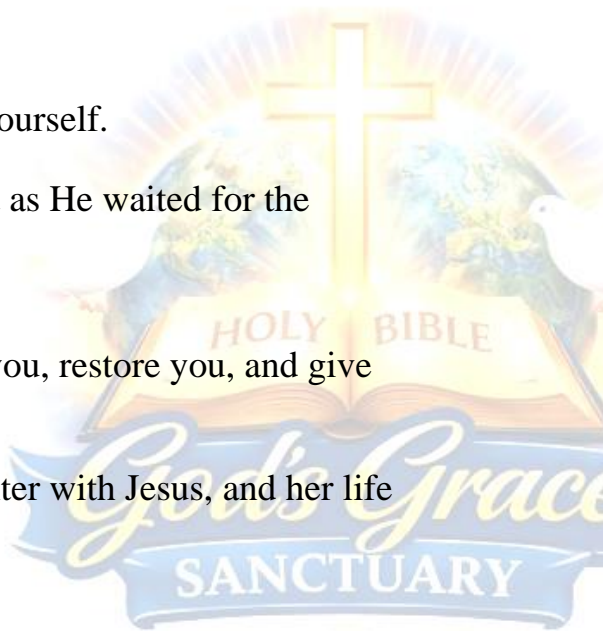 ourself.
as He waited for the
HOLY BIBLE
you, restore you, and give
ter with Jesus, and her life
God's Grace
SANCTUARY